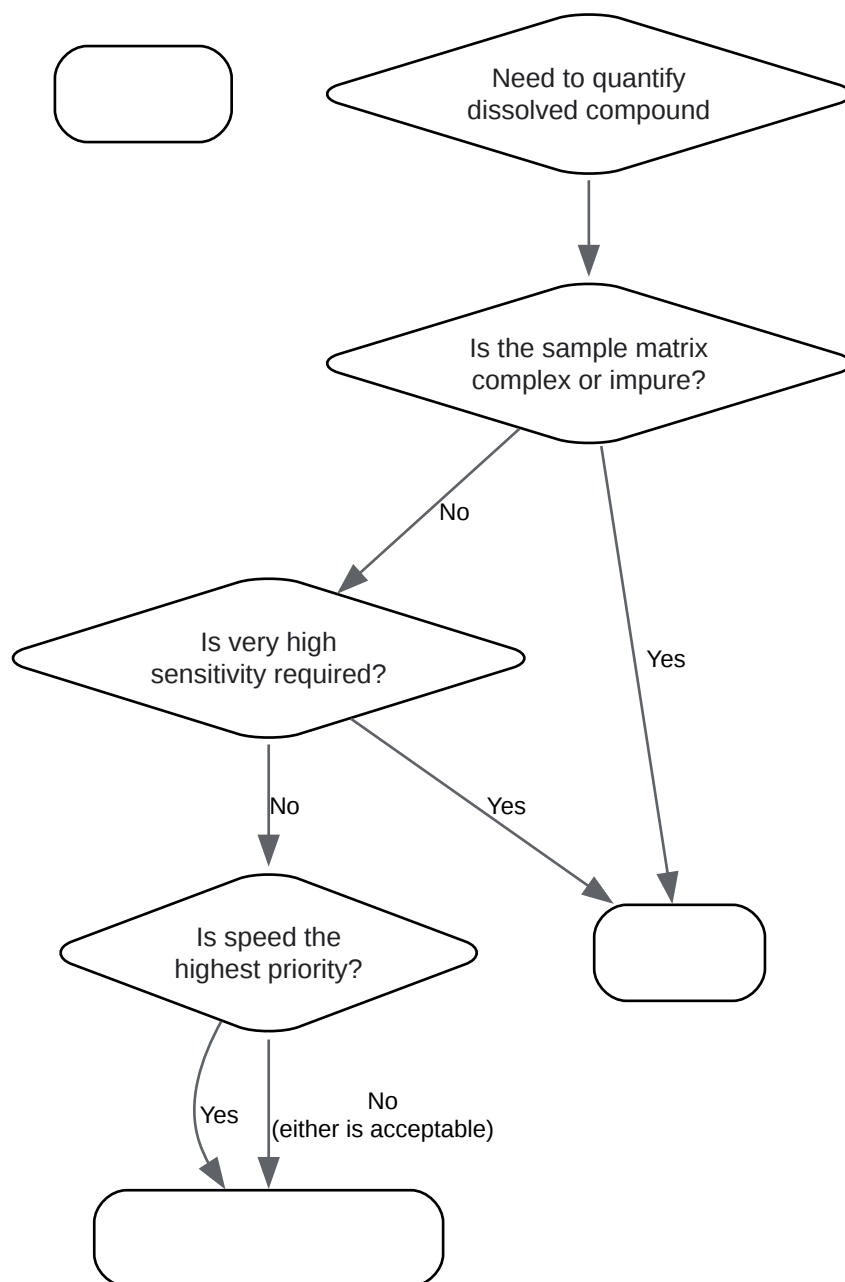 Need to quantify
dissolved compound
Is the sample matrix
complex or impure?
No
Yes
Is very high
sensitivity required?
No
Yes
Is speed the
highest priority?
Yes
No
(either is acceptable)